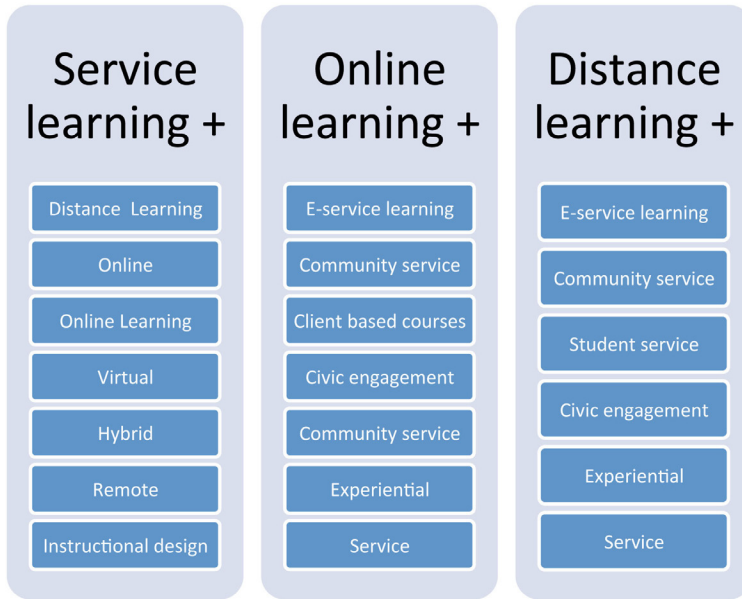 Service
learning +
Distance Learning
Online
Online Learning
Virtual
Hybrid
Remote
Instructional design
Online
learning +
E-service learning
Community service
Client based courses
Civic engagement
Community service
Experiential
Service
Distance
learning +
E-service learning
Community service
Student service
Civic engagement
Experiential
Service